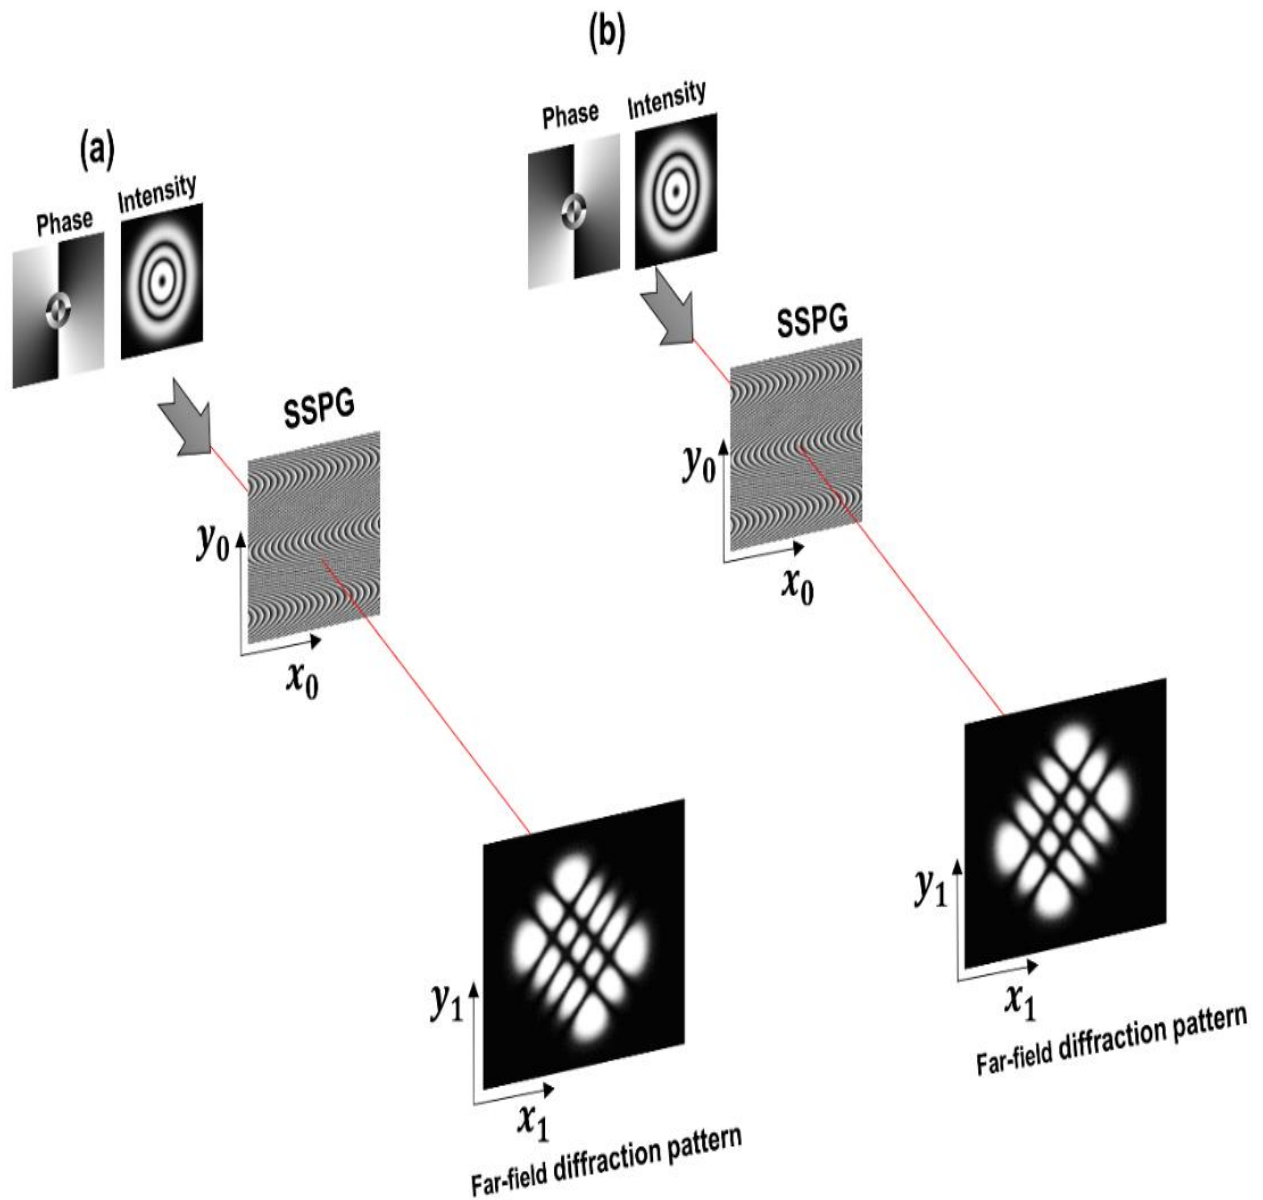 (a)
Phase
Intensity
SSPG
y₀
x₀
y₁
x₁
Far-field diffraction pattern
(b)
Phase
Intensity
SSPG
y₀
x₀
y₁
x₁
Far-field diffraction pattern